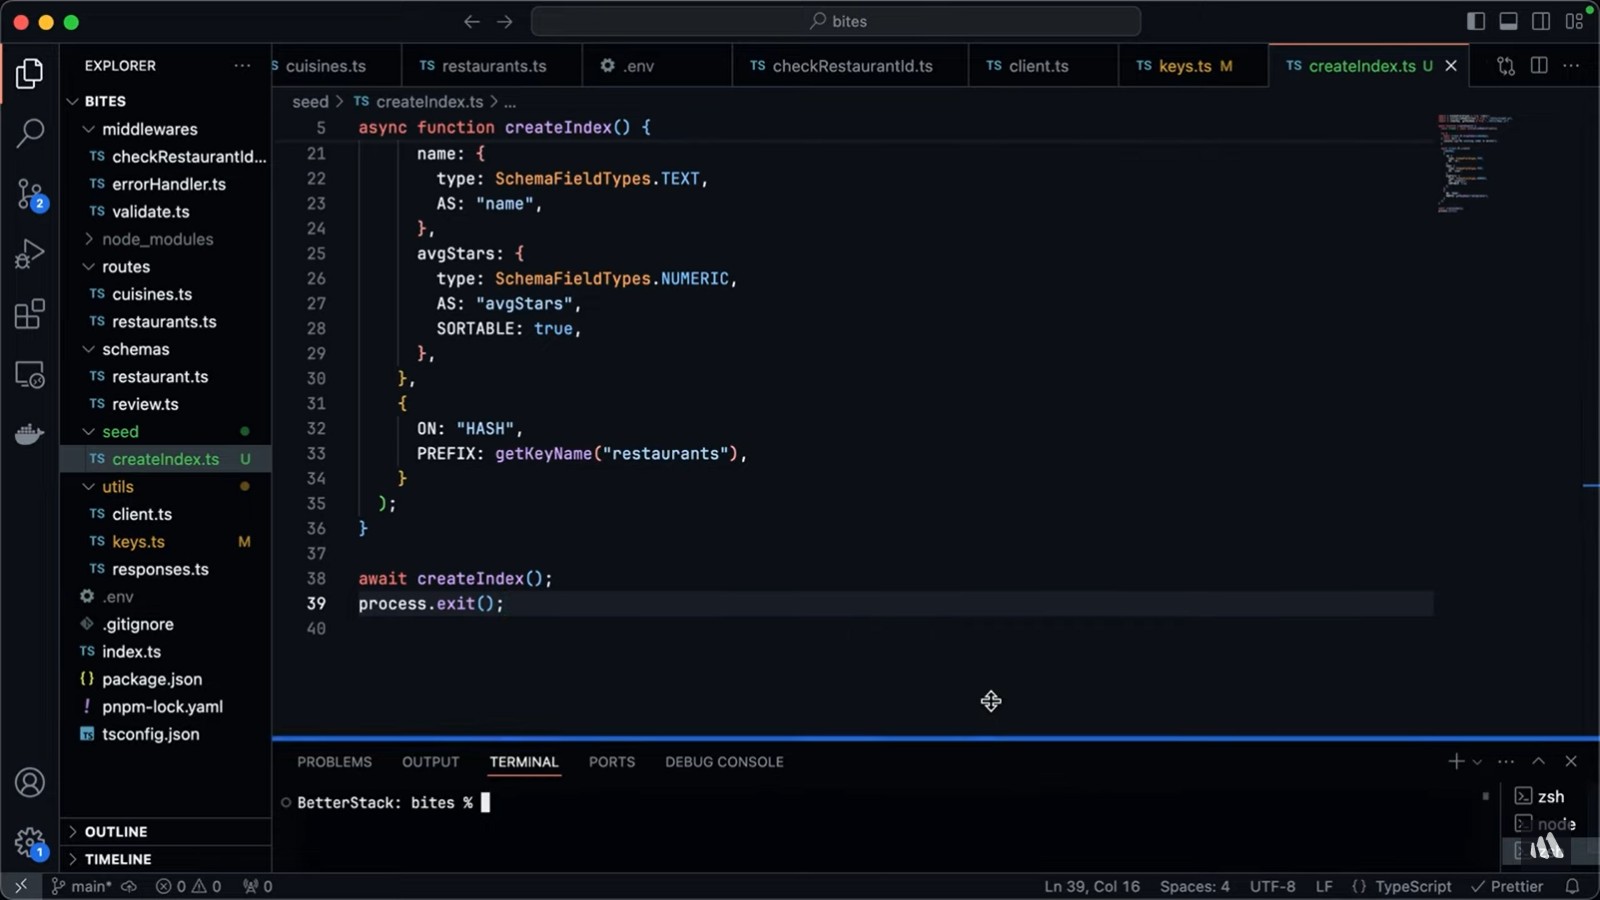 bites
EXPLORER
BITES
middlewares
TS checkRestaurantId...
TS errorHandler.ts
TS validate.ts
node_modules
routes
TS cuisines.ts
TS restaurants.ts
schemas
TS restaurant.ts
TS review.ts
seed
TS createIndex.ts U
utils
TS client.ts
TS keys.ts M
TS responses.ts
.env
.gitignore
TS index.ts
{} package.json
! pnpm-lock.yaml
TS tsconfig.json
OUTLINE
TIMELINE
2
1
S cuisines.ts
TS restaurants.ts
.env
TS checkRestaurantId.ts
TS client.ts
TS keys.ts M
TS createIndex.ts U
seed > TS createIndex.ts > ...
5 async function createIndex() {
21 name: {
22 type: SchemaFieldTypes.TEXT,
23 AS: "name",
24 },
25 avgStars: {
26 type: SchemaFieldTypes.NUMERIC,
27 AS: "avgStars",
28 SORTABLE: true,
29 },
30 },
31 {
32 ON: "HASH",
33 PREFIX: getKeyName("restaurants"),
34 }
35 );
36 }
37
38 await createIndex();
39 process.exit();
40
PROBLEMS OUTPUT TERMINAL PORTS DEBUG CONSOLE
BetterStack: bites %
zsh
node
main* 0 0 0
Ln 39, Col 16 Spaces: 4 UTF-8 LF {} TypeScript Prettier